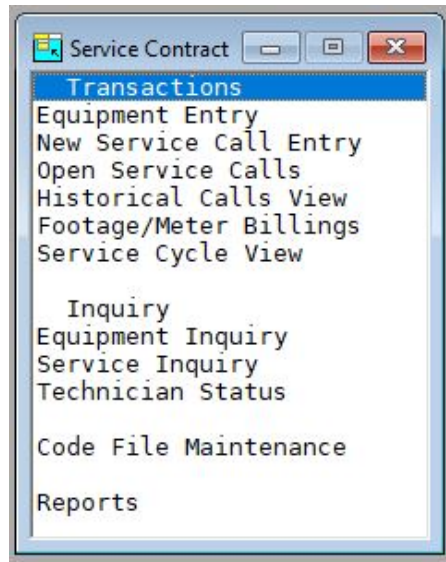 Service Contract
Transactions
Equipment Entry
New Service Call Entry
Open Service Calls
Historical Calls View
Footage/Meter Billings
Service Cycle View
Inquiry
Equipment Inquiry
Service Inquiry
Technician Status
Code File Maintenance
Reports